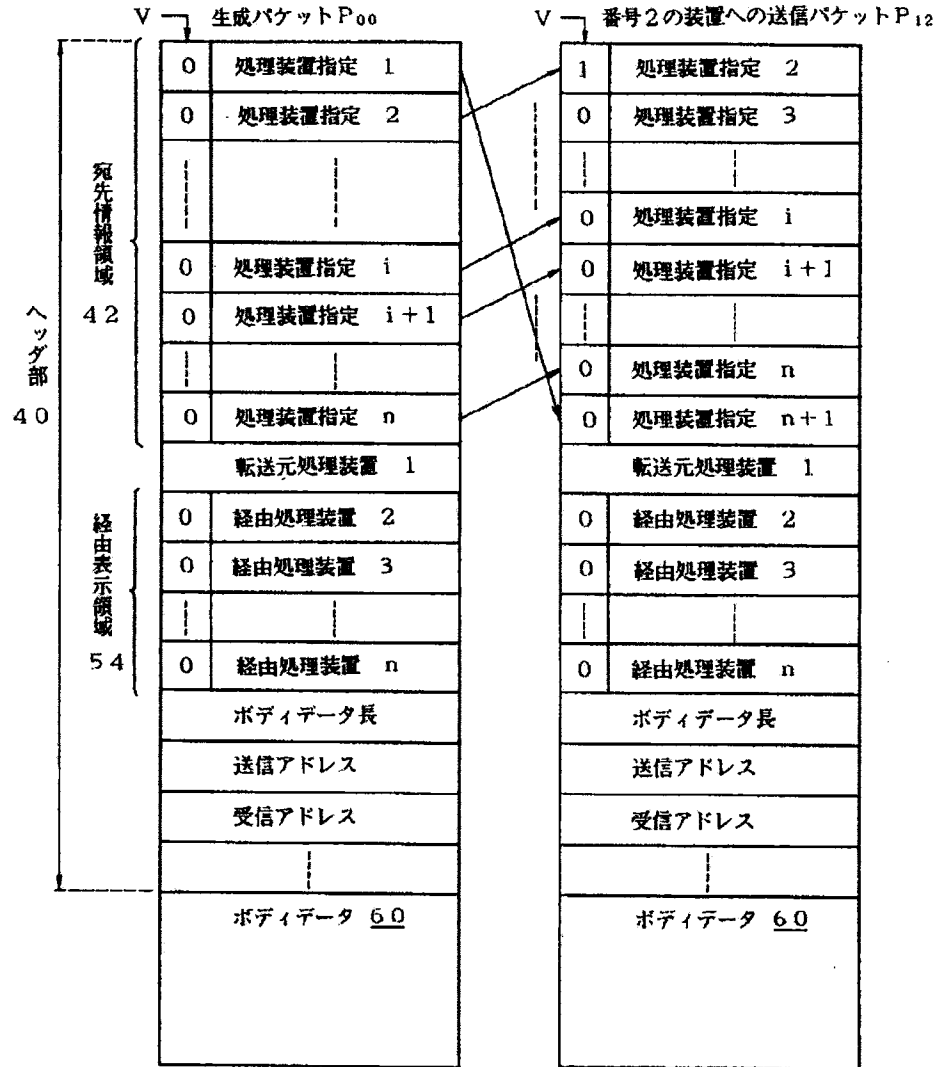 V 生成パケットP₀₀
0 処理装置指定 1
0 処理装置指定 2
0 処理装置指定 i
0 処理装置指定 i+1
0 処理装置指定 n
転送元処理装置 1
0 経由処理装置 2
0 経由処理装置 3
0 経由処理装置 n
ボディデータ長
送信アドレス
受信アドレス
ボディデータ 60
ヘッダ部
40
宛先情報領域
42
経由表示領域
54
V 番号2の装置への送信パケットP₁₂
1 処理装置指定 2
0 処理装置指定 3
0 処理装置指定 i
0 処理装置指定 i+1
0 処理装置指定 n
0 処理装置指定 n+1
転送元処理装置 1
0 経由処理装置 2
0 経由処理装置 3
0 経由処理装置 n
ボディデータ長
送信アドレス
受信アドレス
ボディデータ 60